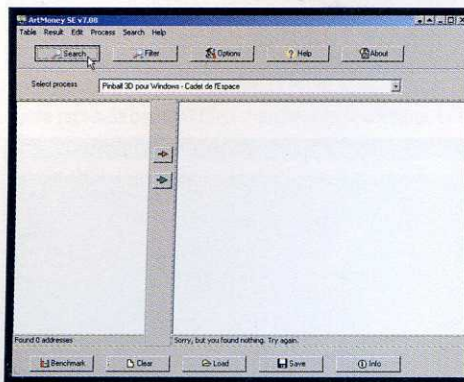 ArtMoney SE v7.08
Table Result Edit Process Search Help
Search Filter Options ? Help About
Select process Pinball 3D pour Windows - Cadet de l'Espace
Found 0 addresses Sorry, but you found nothing. Try again.
Benchmark Clear Load Save Info